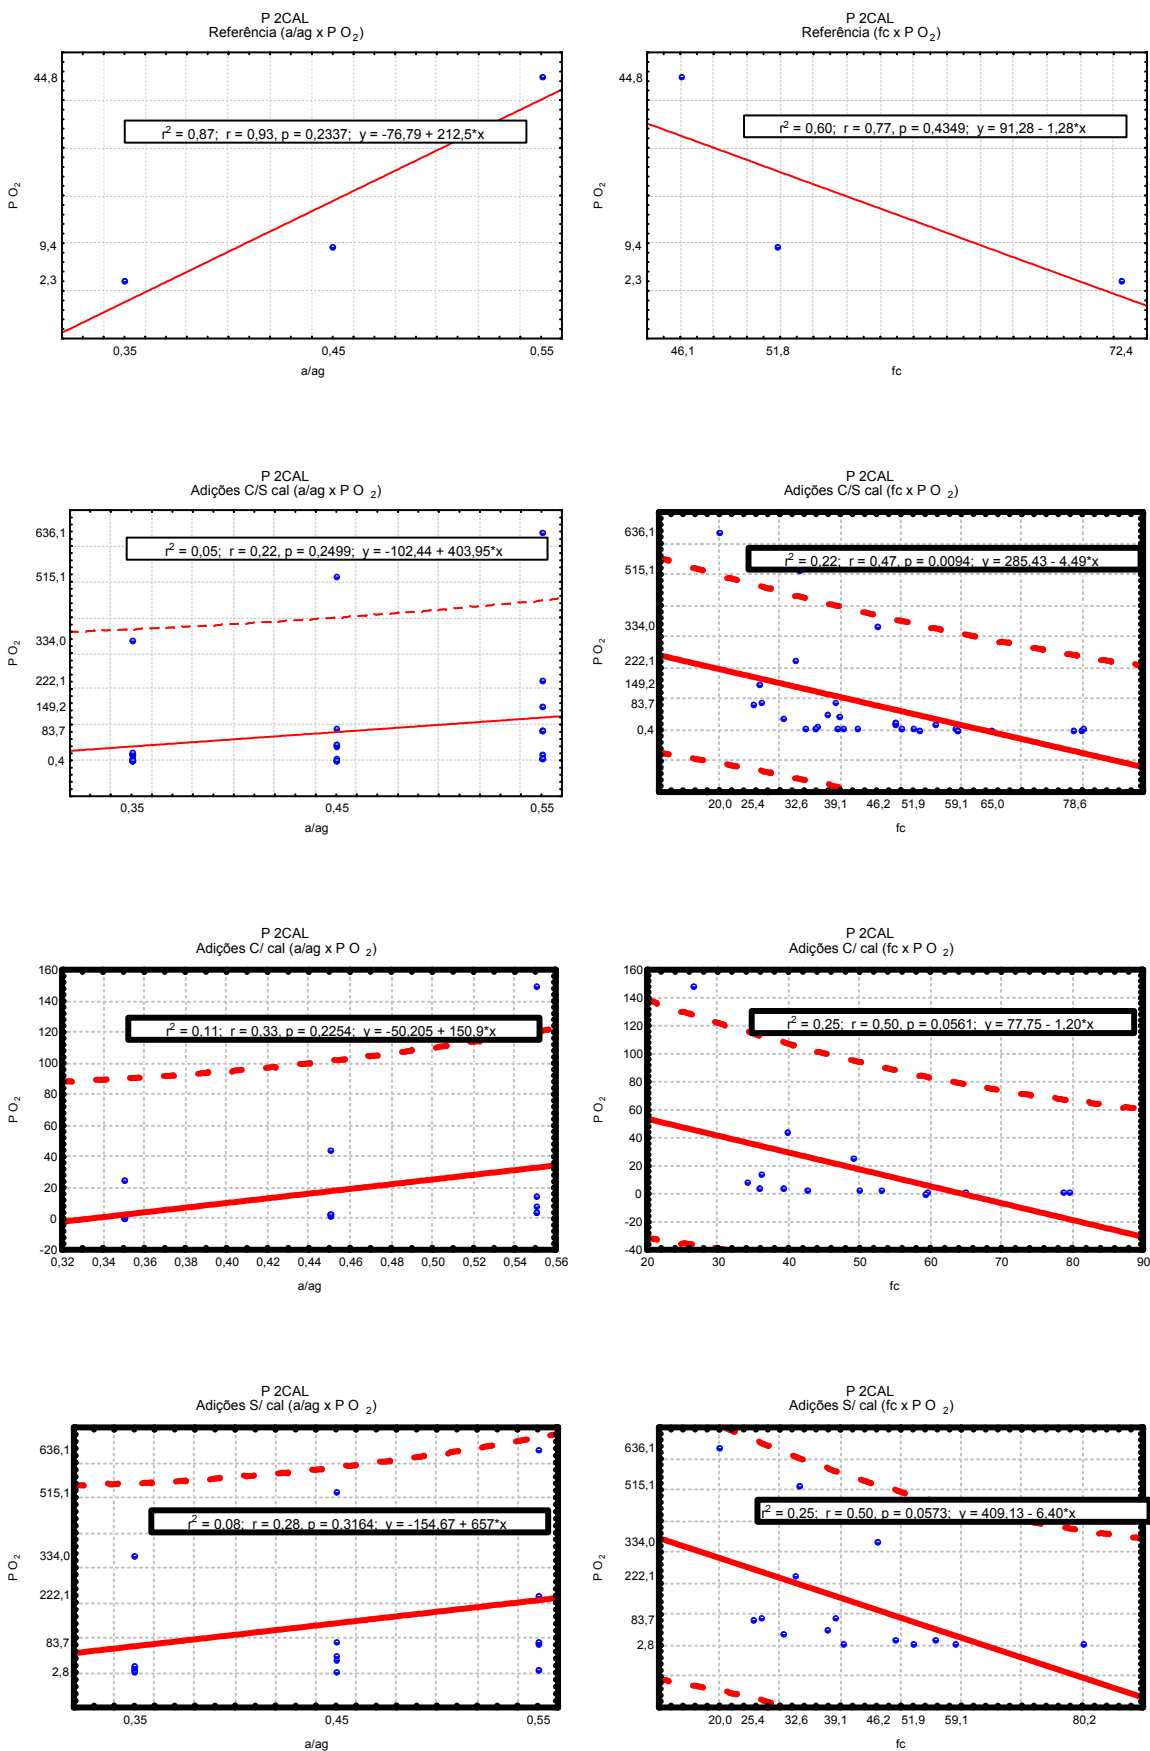 P 2CAL
Referência (a/ag x P O2)
44,8
9,4
2,3
P O2
r2 = 0,87; r = 0,93, p = 0,2337; y = -76,79 + 212,5*x
0,35 0,45 0,55
a/ag
P 2CAL
Referência (fc x P O2)
44,8
9,4
2,3
P O2
r2 = 0,60; r = 0,77, p = 0,4349; y = 91,28 - 1,28*x
46,1 51,8 72,4
fc
P 2CAL
Adições C/S cal (a/ag x P O2)
636,1
515,1
334,0
222,1
149,2
83,7
0,4
P O2
r2 = 0,05; r = 0,22, p = 0,2499; y = -102,44 + 403,95*x
0,35 0,45 0,55
a/ag
P 2CAL
Adições C/S cal (fc x P O2)
636,1
515,1
334,0
222,1
149,2
83,7
0,4
P O2
r2 = 0,22; r = 0,47, p = 0,0094; y = 285,43 - 4,49*x
20,0 25,4 32,6 39,1 46,2 51,9 59,1 65,0 78,6
fc
P 2CAL
Adições C/ cal (a/ag x P O2)
160
140
120
100
80
60
40
20
0
-20
P O2
r2 = 0,11; r = 0,33, p = 0,2254; y = -50,205 + 150,9*x
0,32 0,34 0,36 0,38 0,40 0,42 0,44 0,46 0,48 0,50 0,52 0,54 0,56
a/ag
P 2CAL
Adições C/ cal (fc x P O2)
160
140
120
100
80
60
40
20
0
-20
-40
P O2
r2 = 0,25; r = 0,50, p = 0,0561; y = 77,75 - 1,20*x
20 30 40 50 60 70 80 90
fc
P 2CAL
Adições S/ cal (a/ag x P O2)
636,1
515,1
334,0
222,1
83,7
2,8
P O2
r2 = 0,08; r = 0,28, p = 0,3164; y = -154,67 + 657*x
0,35 0,45 0,55
a/ag
P 2CAL
Adições S/ cal (fc x P O2)
636,1
515,1
334,0
222,1
83,7
2,8
P O2
r2 = 0,25; r = 0,50, p = 0,0573; y = 409,13 - 6,40*x
20,0 25,4 32,6 39,1 46,2 51,9 59,1 80,2
fc